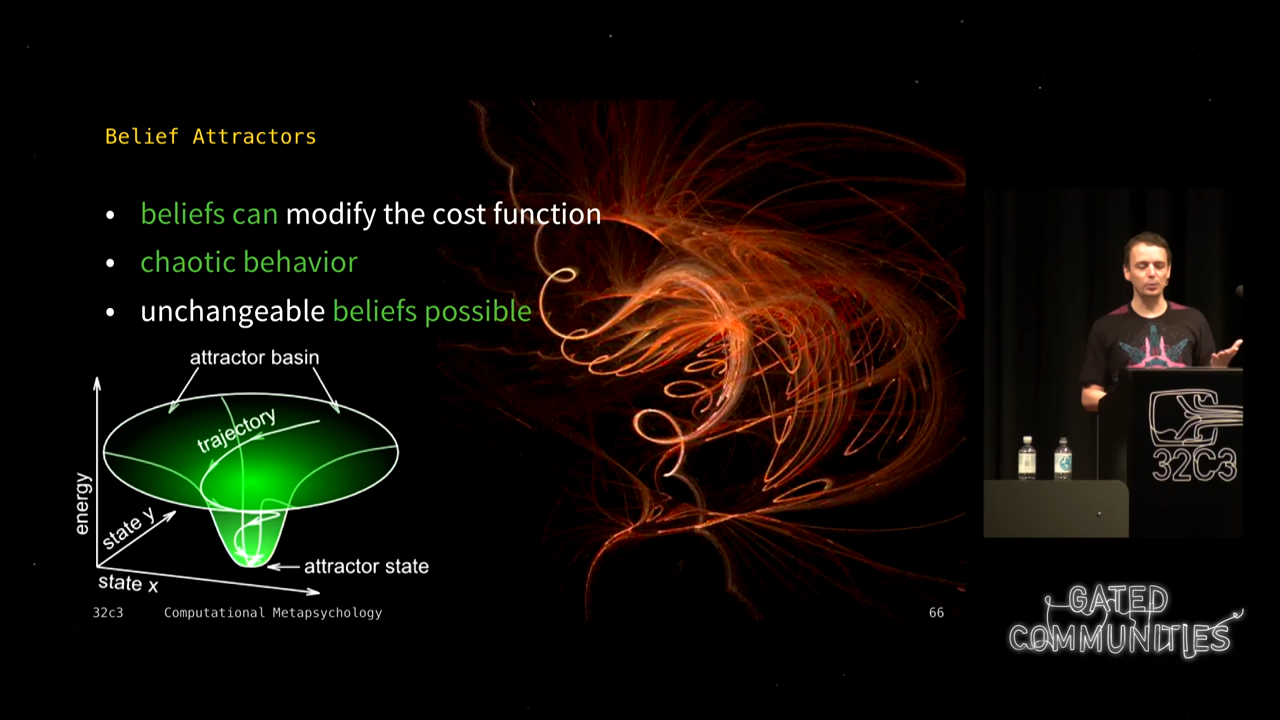 Belief Attractors
• beliefs can modify the cost function
• chaotic behavior
• unchangeable beliefs possible
attractor basin
trajectory
energy
state y
attractor state
state x
32c3 Computational Metapsychology 66
32C3
GATED
COMMUNITIES